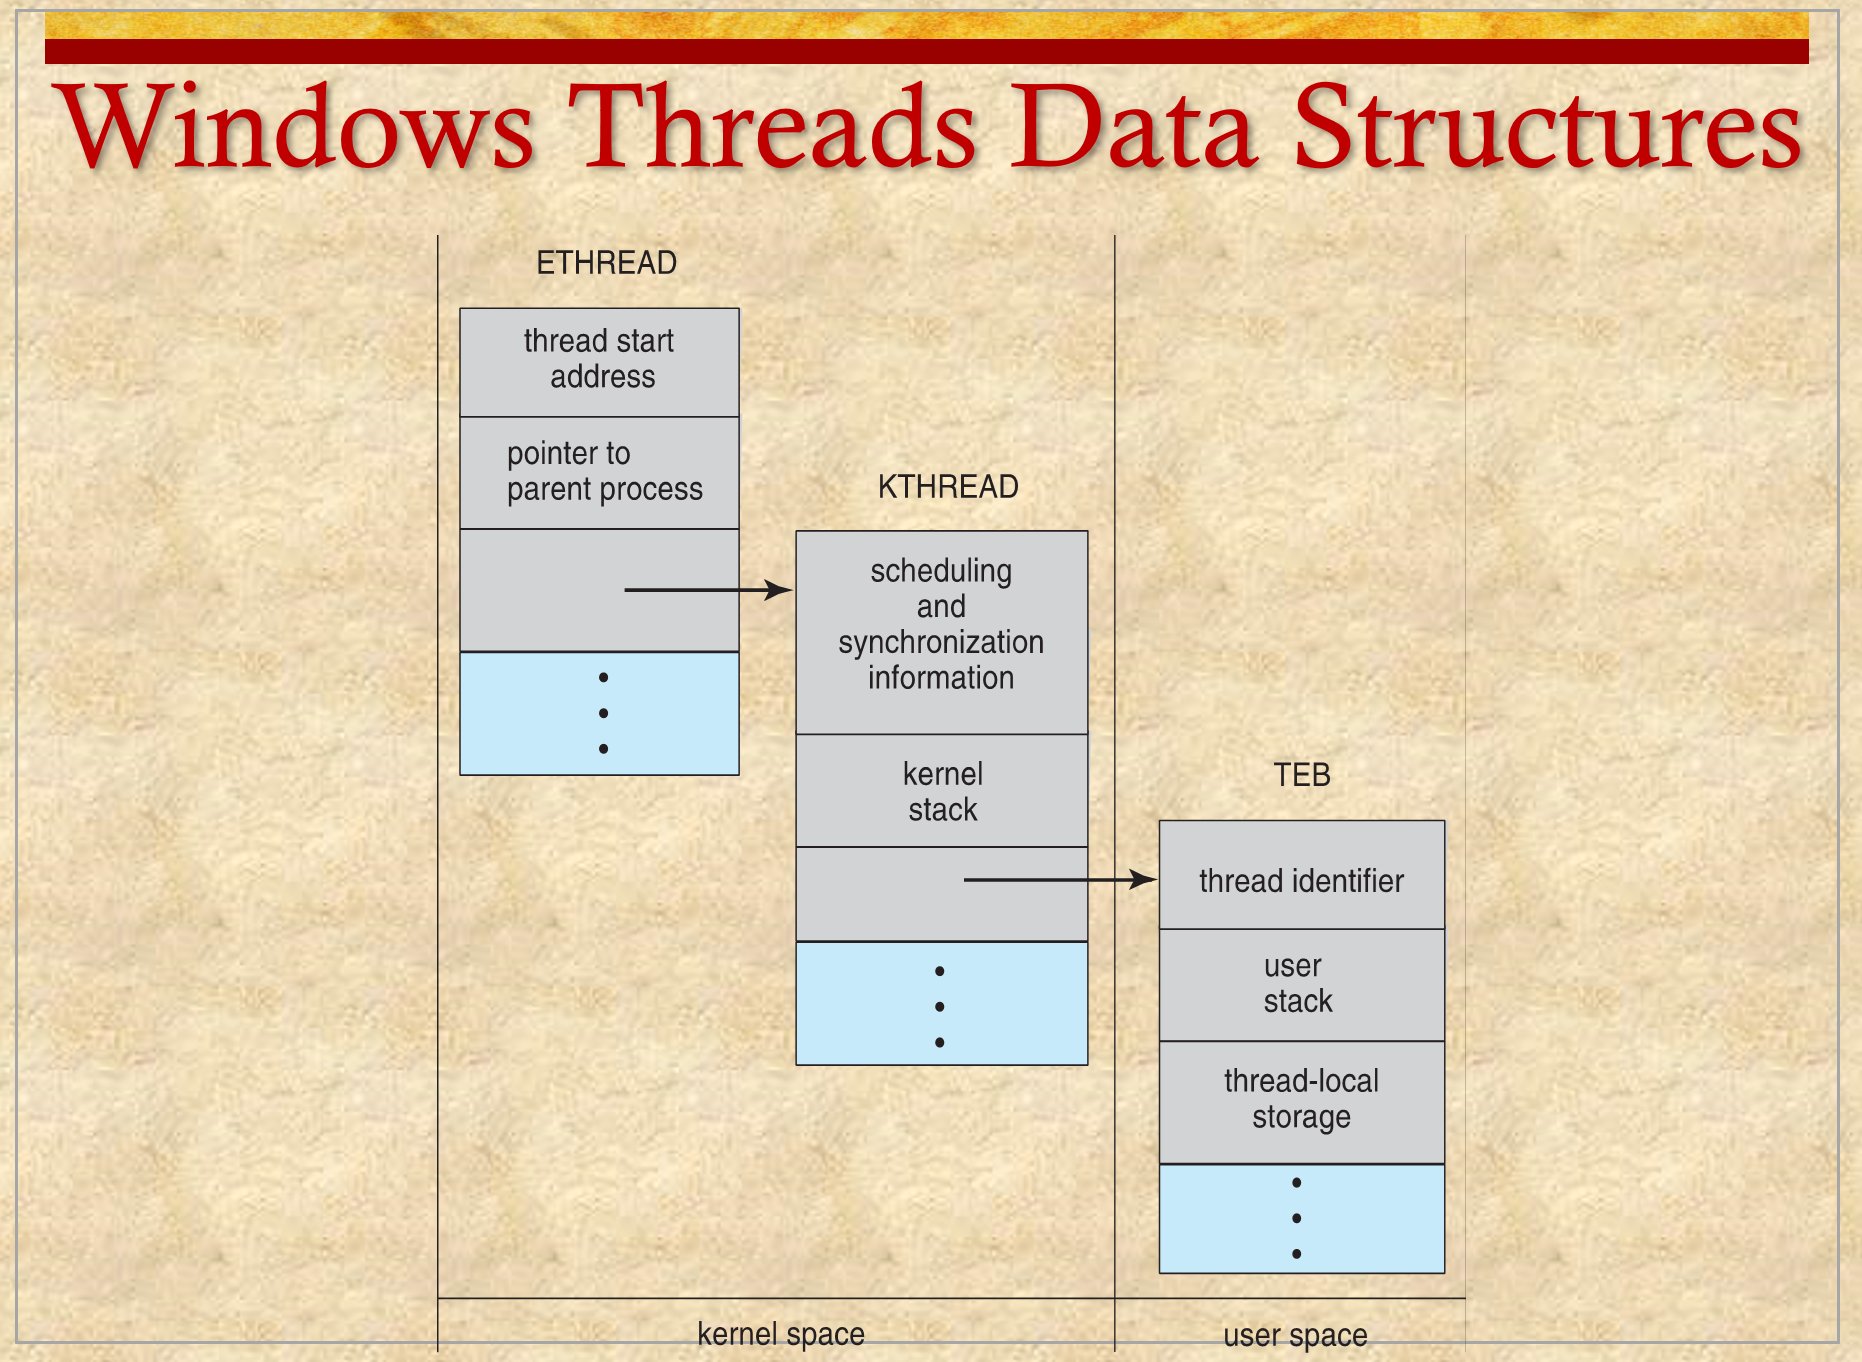 Windows Threads Data Structures
ETHREAD
thread start
address
pointer to
parent process
KTHREAD
scheduling
and
synchronization
information
kernel
stack
TEB
thread identifier
user
stack
thread-local
storage
kernel space
user space